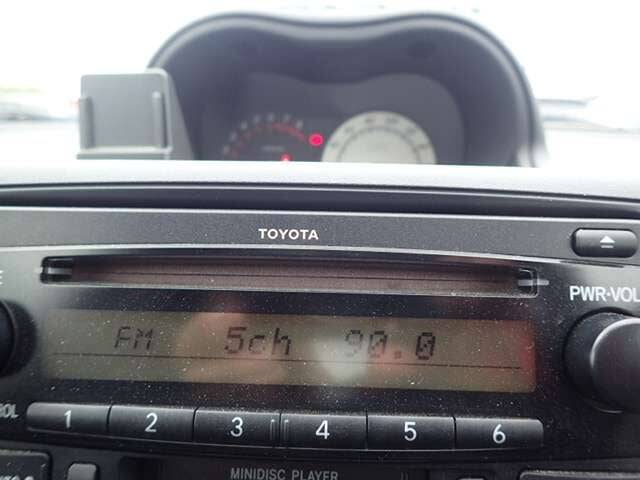 TOYOTA
PWR·VOL
FM 5ch 90.0
1 2 3 4 5 6
MINIDISC PLAYER